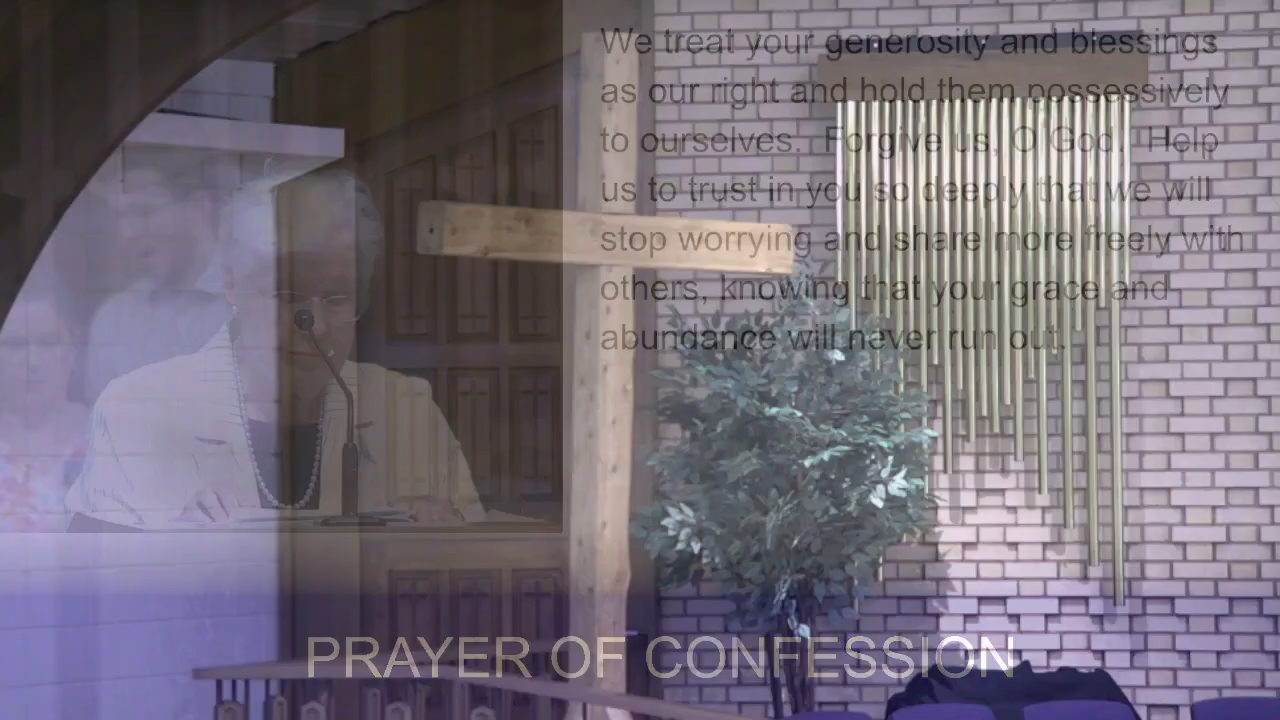 We treat your generosity and blessings
as our right and hold them possessively
to ourselves. Forgive us, O God. Help
us to trust in you so deeply that we will
stop worrying and share more freely with
others, knowing that your grace and
abundance will never run out.
PRAYER OF CONFESSION